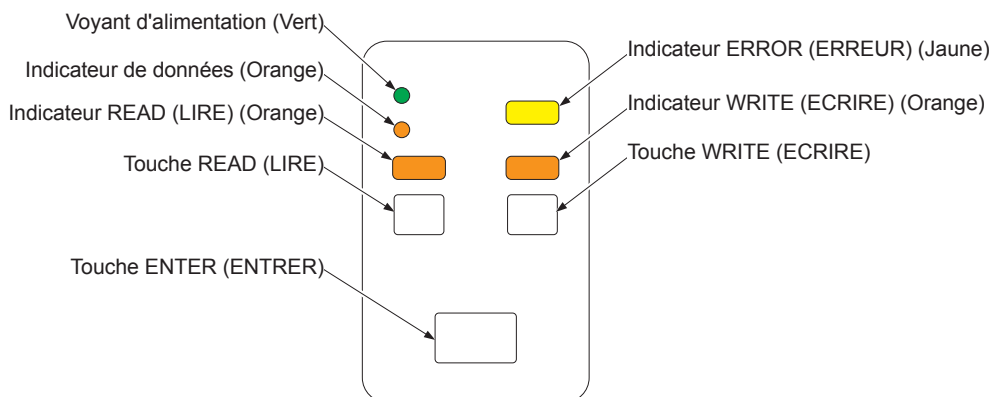 Voyant d'alimentation (Vert)
Indicateur de données (Orange)
Indicateur READ (LIRE) (Orange)
Touche READ (LIRE)
Touche ENTER (ENTRER)
Indicateur ERROR (ERREUR) (Jaune)
Indicateur WRITE (ECRIRE) (Orange)
Touche WRITE (ECRIRE)